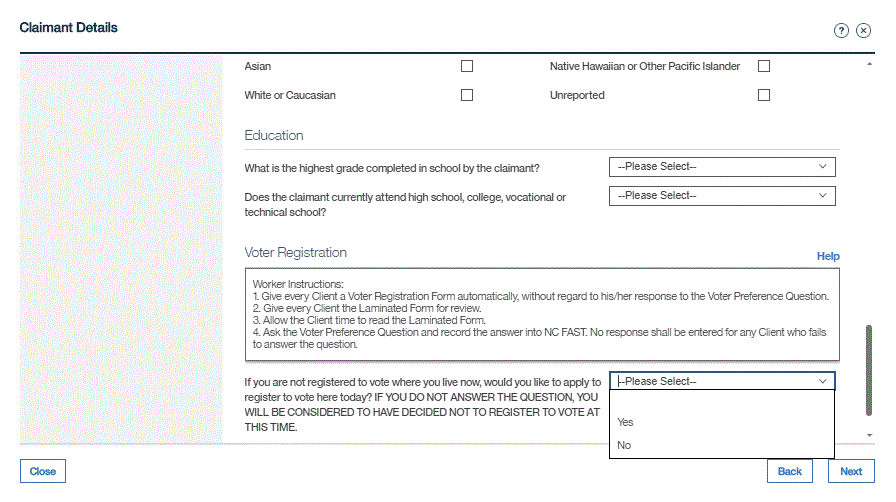 Claimant Details
?
Asian
Native Hawaiian or Other Pacific Islander
White or Caucasian
Unreported
Education
What is the highest grade completed in school by the claimant?
--Please Select--
Does the claimant currently attend high school, college, vocational or
technical school?
--Please Select--
Voter Registration
Help
Worker Instructions:
1. Give every Client a Voter Registration Form automatically, without regard to his/her response to the Voter Preference Question.
2. Give every Client the Laminated Form for review.
3. Allow the Client time to read the Laminated Form.
4. Ask the Voter Preference Question and record the answer into NC FAST. No response shall be entered for any Client who fails
to answer the question.
If you are not registered to vote where you live now, would you like to apply to
register to vote here today? IF YOU DO NOT ANSWER THE QUESTION, YOU
WILL BE CONSIDERED TO HAVE DECIDED NOT TO REGISTER TO VOTE AT
THIS TIME.
--Please Select--
Yes
No
Close
Back
Next